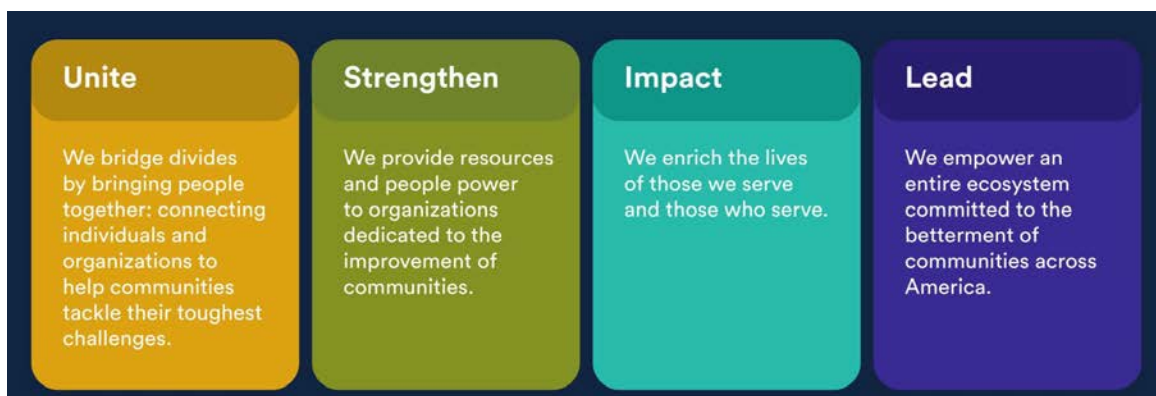 Unite
We bridge divides
by bringing people
together: connecting
individuals and
organizations to
help communities
tackle their toughest
challenges.
Strengthen
We provide resources
and people power
to organizations
dedicated to the
improvement of
communities.
Impact
We enrich the lives
of those we serve
and those who serve.
Lead
We empower an
entire ecosystem
committed to the
betterment of
communities across
America.